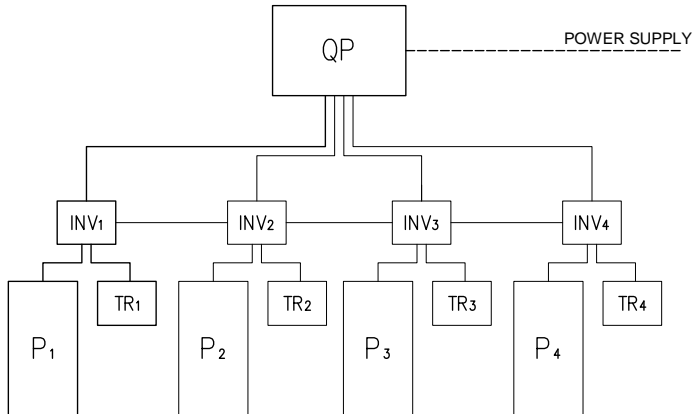 QP
POWER SUPPLY
INV1
INV2
INV3
INV4
P1
TR1
P2
TR2
P3
TR3
P4
TR4